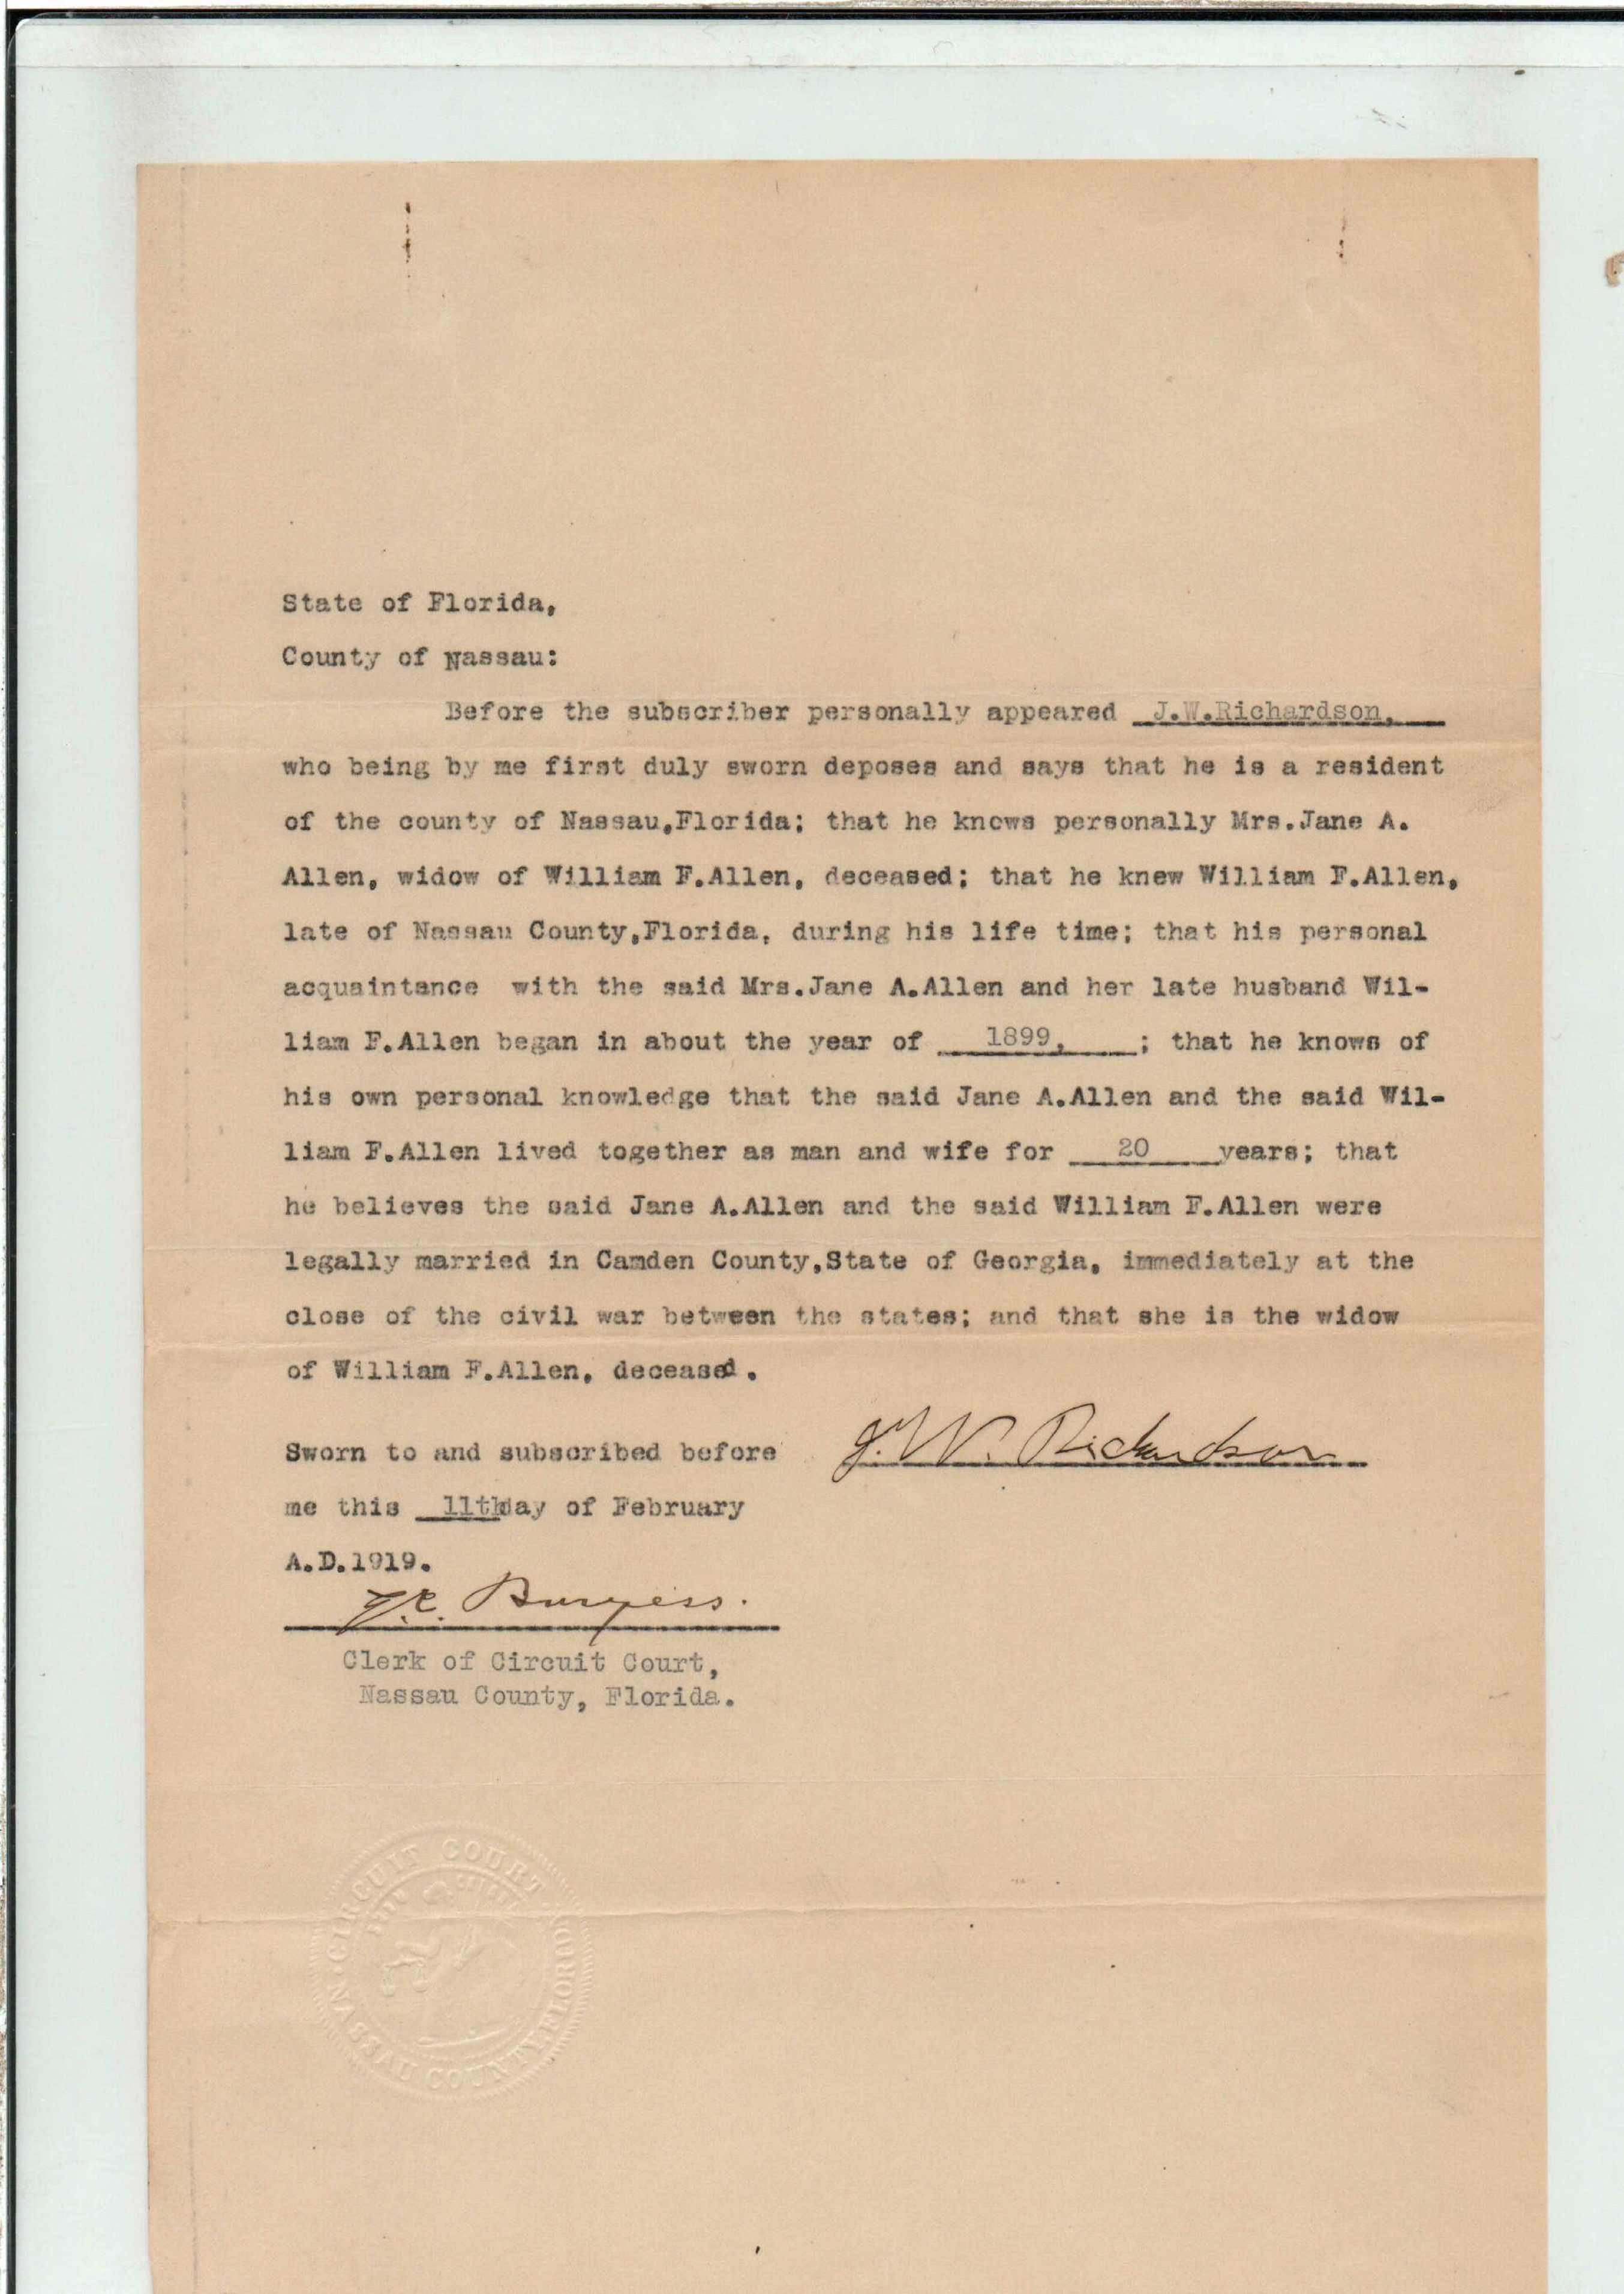 State of Florida,
County of Nassau:
Before the subscriber personally appeared J.W.Richardson,
who being by me first duly sworn deposes and says that he is a resident
of the county of Nassau,Florida; that he knows personally Mrs.Jane A.
Allen, widow of William F.Allen, deceased; that he knew William F.Allen,
late of Nassau County,Florida, during his life time; that his personal
acquaintance with the said Mrs.Jane A.Allen and her late husband Wil-
liam F.Allen began in about the year of 1899, ; that he knows of
his own personal knowledge that the said Jane A.Allen and the said Wil-
liam F.Allen lived together as man and wife for 20 years; that
he believes the said Jane A.Allen and the said William F.Allen were
legally married in Camden County,State of Georgia, immediately at the
close of the civil war between the states; and that she is the widow
of William F.Allen, deceased.
J.W. Richardson
Sworn to and subscribed before
me this 11th day of February
A.D.1919.
Burgess.
Clerk of Circuit Court,
Nassau County, Florida.
CIRCUIT COURT
NASSAU COUNTY, FLORIDA